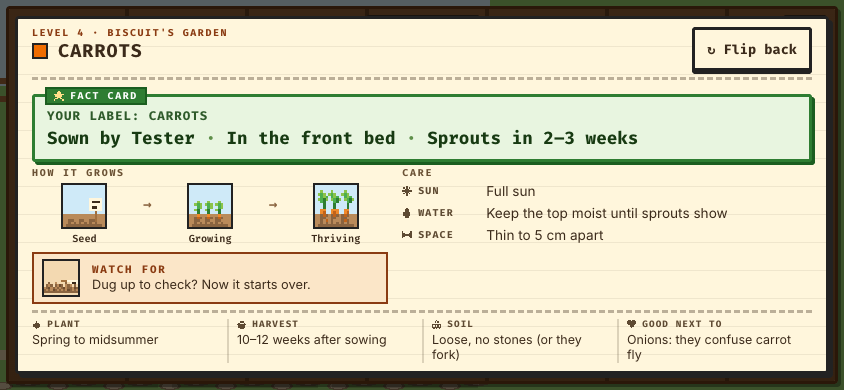 LEVEL 4 · BISCUIT'S GARDEN
CARROTS
↻ Flip back
FACT CARD
YOUR LABEL: CARROTS
Sown by Tester · In the front bed · Sprouts in 2–3 weeks
HOW IT GROWS
→ →
Seed Growing Thriving
WATCH FOR
Dug up to check? Now it starts over.
CARE
SUN Full sun
WATER Keep the top moist until sprouts show
SPACE Thin to 5 cm apart
PLANT
Spring to midsummer
HARVEST
10–12 weeks after sowing
SOIL
Loose, no stones (or they
fork)
GOOD NEXT TO
Onions: they confuse carrot
fly